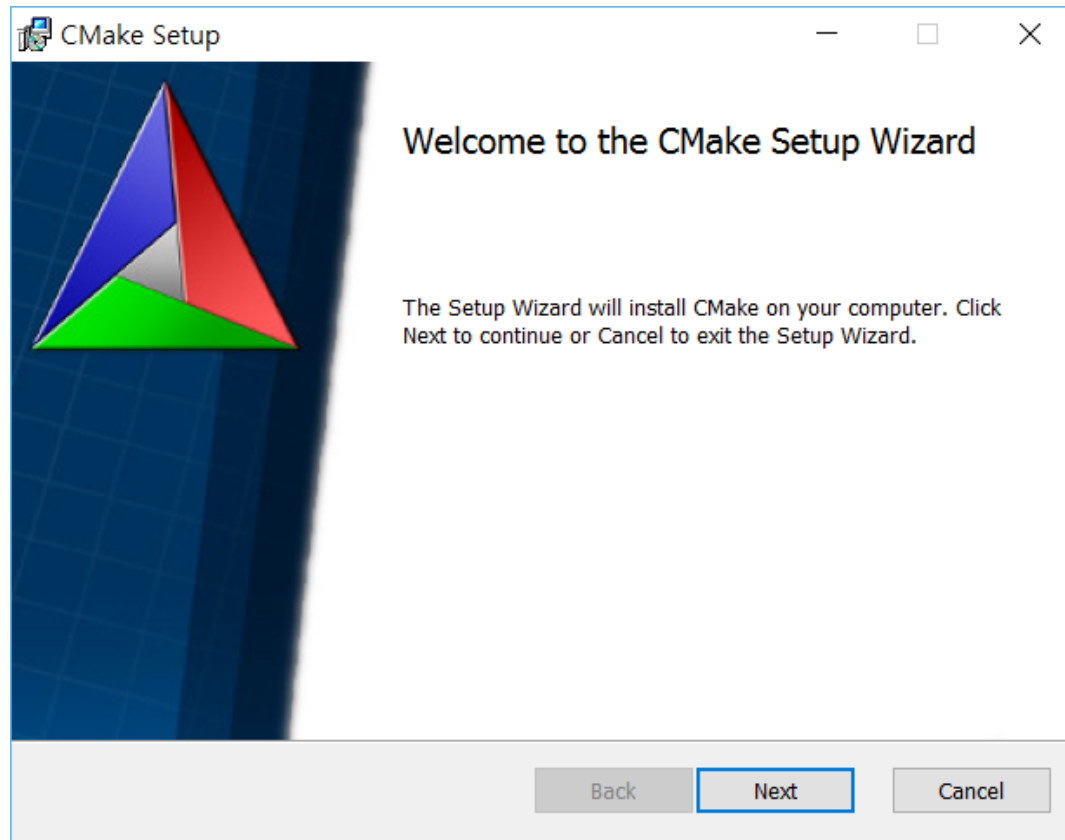 CMake Setup
Welcome to the CMake Setup Wizard
The Setup Wizard will install CMake on your computer. Click
Next to continue or Cancel to exit the Setup Wizard.
Back Next Cancel